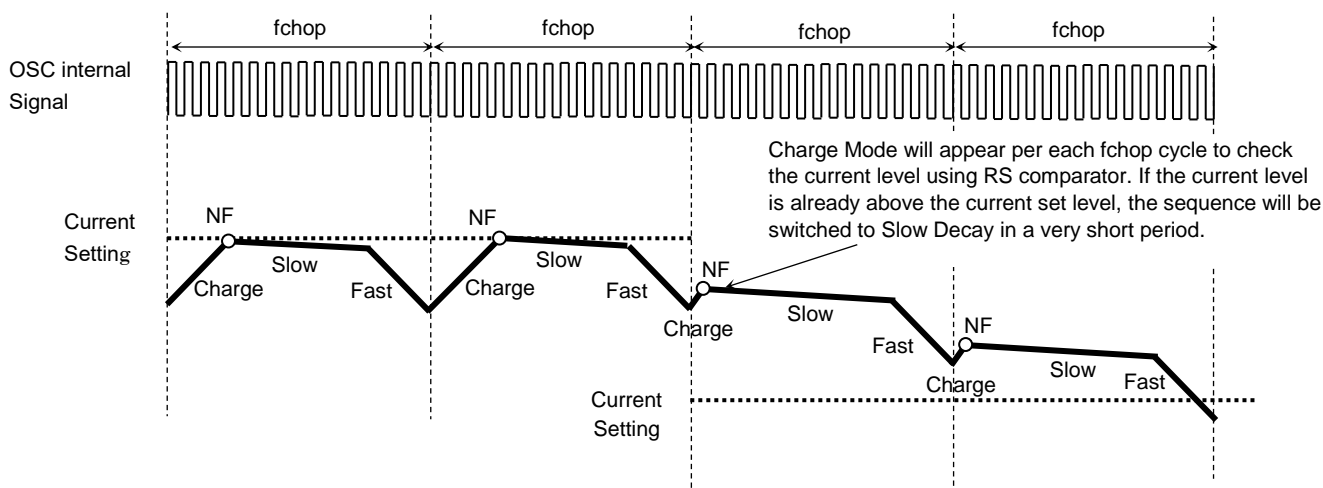 fchop
fchop
fchop
fchop
OSC internal
Signal
Charge Mode will appear per each fchop cycle to check
the current level using RS comparator. If the current level
is already above the current set level, the sequence will be
switched to Slow Decay in a very short period.
Current
Setting
NF
Slow
Charge
Fast
NF
Slow
Charge
Fast
NF
Slow
Charge
Fast
NF
Slow
Charge
Fast
Current
Setting